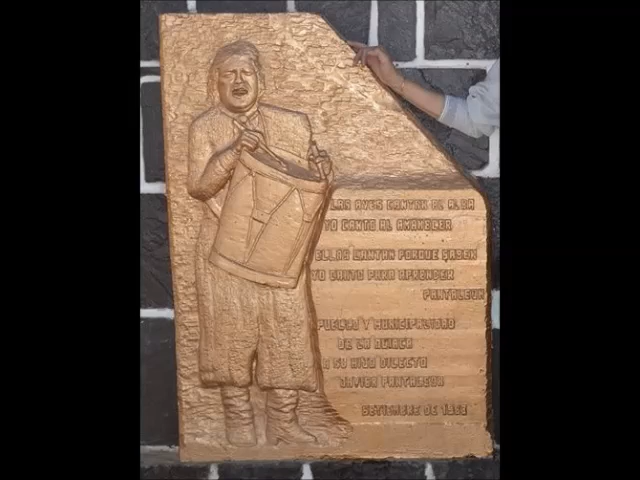 LAS AVES CANTAN AL ALBA
YO CANTO AL AMANECER
ELLAS CANTAN PORQUE SABEN
YO CANTO PARA APRENDER
PANTALEON
PUEBLO Y MUNICIPALIDAD
DE LA QUIACA
A SU HIJO DILECTO
JAVIER PANTALEON
SETIEMBRE DE